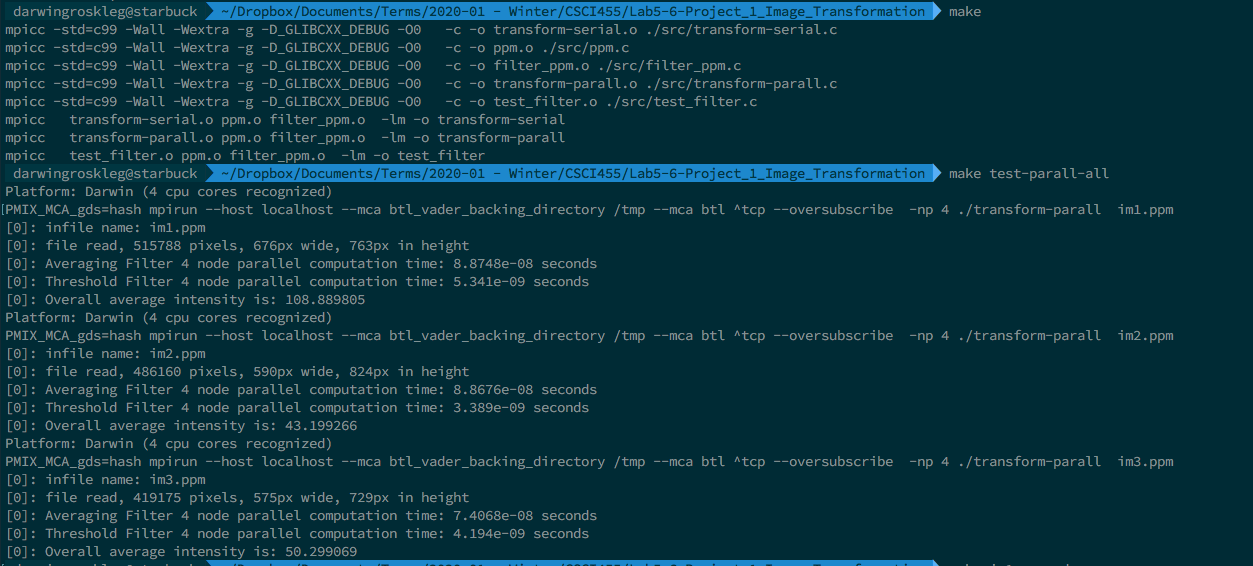 darwingroskleg@starbuck ~/Dropbox/Documents/Terms/2020-01 - Winter/CSCI455/Lab5-6-Project_1_Image_Transformation make
mpicc -std=c99 -Wall -Wextra -g -D_GLIBCXX_DEBUG -O0   -c -o transform-serial.o ./src/transform-serial.c
mpicc -std=c99 -Wall -Wextra -g -D_GLIBCXX_DEBUG -O0   -c -o ppm.o ./src/ppm.c
mpicc -std=c99 -Wall -Wextra -g -D_GLIBCXX_DEBUG -O0   -c -o filter_ppm.o ./src/filter_ppm.c
mpicc -std=c99 -Wall -Wextra -g -D_GLIBCXX_DEBUG -O0   -c -o transform-parall.o ./src/transform-parall.c
mpicc -std=c99 -Wall -Wextra -g -D_GLIBCXX_DEBUG -O0   -c -o test_filter.o ./src/test_filter.c
mpicc   transform-serial.o ppm.o filter_ppm.o  -lm -o transform-serial
mpicc   transform-parall.o ppm.o filter_ppm.o  -lm -o transform-parall
mpicc   test_filter.o ppm.o filter_ppm.o  -lm -o test_filter
darwingroskleg@starbuck ~/Dropbox/Documents/Terms/2020-01 - Winter/CSCI455/Lab5-6-Project_1_Image_Transformation make test-parall-all
Platform: Darwin (4 cpu cores recognized)
PMIX_MCA_gds=hash mpirun --host localhost --mca btl_vader_backing_directory /tmp --mca btl ^tcp --oversubscribe  -np 4 ./transform-parall  im1.ppm
[0]: infile name: im1.ppm
[0]: file read, 515788 pixels, 676px wide, 763px in height
[0]: Averaging Filter 4 node parallel computation time: 8.8748e-08 seconds
[0]: Threshold Filter 4 node parallel computation time: 5.341e-09 seconds
[0]: Overall average intensity is: 108.889805
Platform: Darwin (4 cpu cores recognized)
PMIX_MCA_gds=hash mpirun --host localhost --mca btl_vader_backing_directory /tmp --mca btl ^tcp --oversubscribe  -np 4 ./transform-parall  im2.ppm
[0]: infile name: im2.ppm
[0]: file read, 486160 pixels, 590px wide, 824px in height
[0]: Averaging Filter 4 node parallel computation time: 8.8676e-08 seconds
[0]: Threshold Filter 4 node parallel computation time: 3.389e-09 seconds
[0]: Overall average intensity is: 43.199266
Platform: Darwin (4 cpu cores recognized)
PMIX_MCA_gds=hash mpirun --host localhost --mca btl_vader_backing_directory /tmp --mca btl ^tcp --oversubscribe  -np 4 ./transform-parall  im3.ppm
[0]: infile name: im3.ppm
[0]: file read, 419175 pixels, 575px wide, 729px in height
[0]: Averaging Filter 4 node parallel computation time: 7.4068e-08 seconds
[0]: Threshold Filter 4 node parallel computation time: 4.194e-09 seconds
[0]: Overall average intensity is: 50.299069